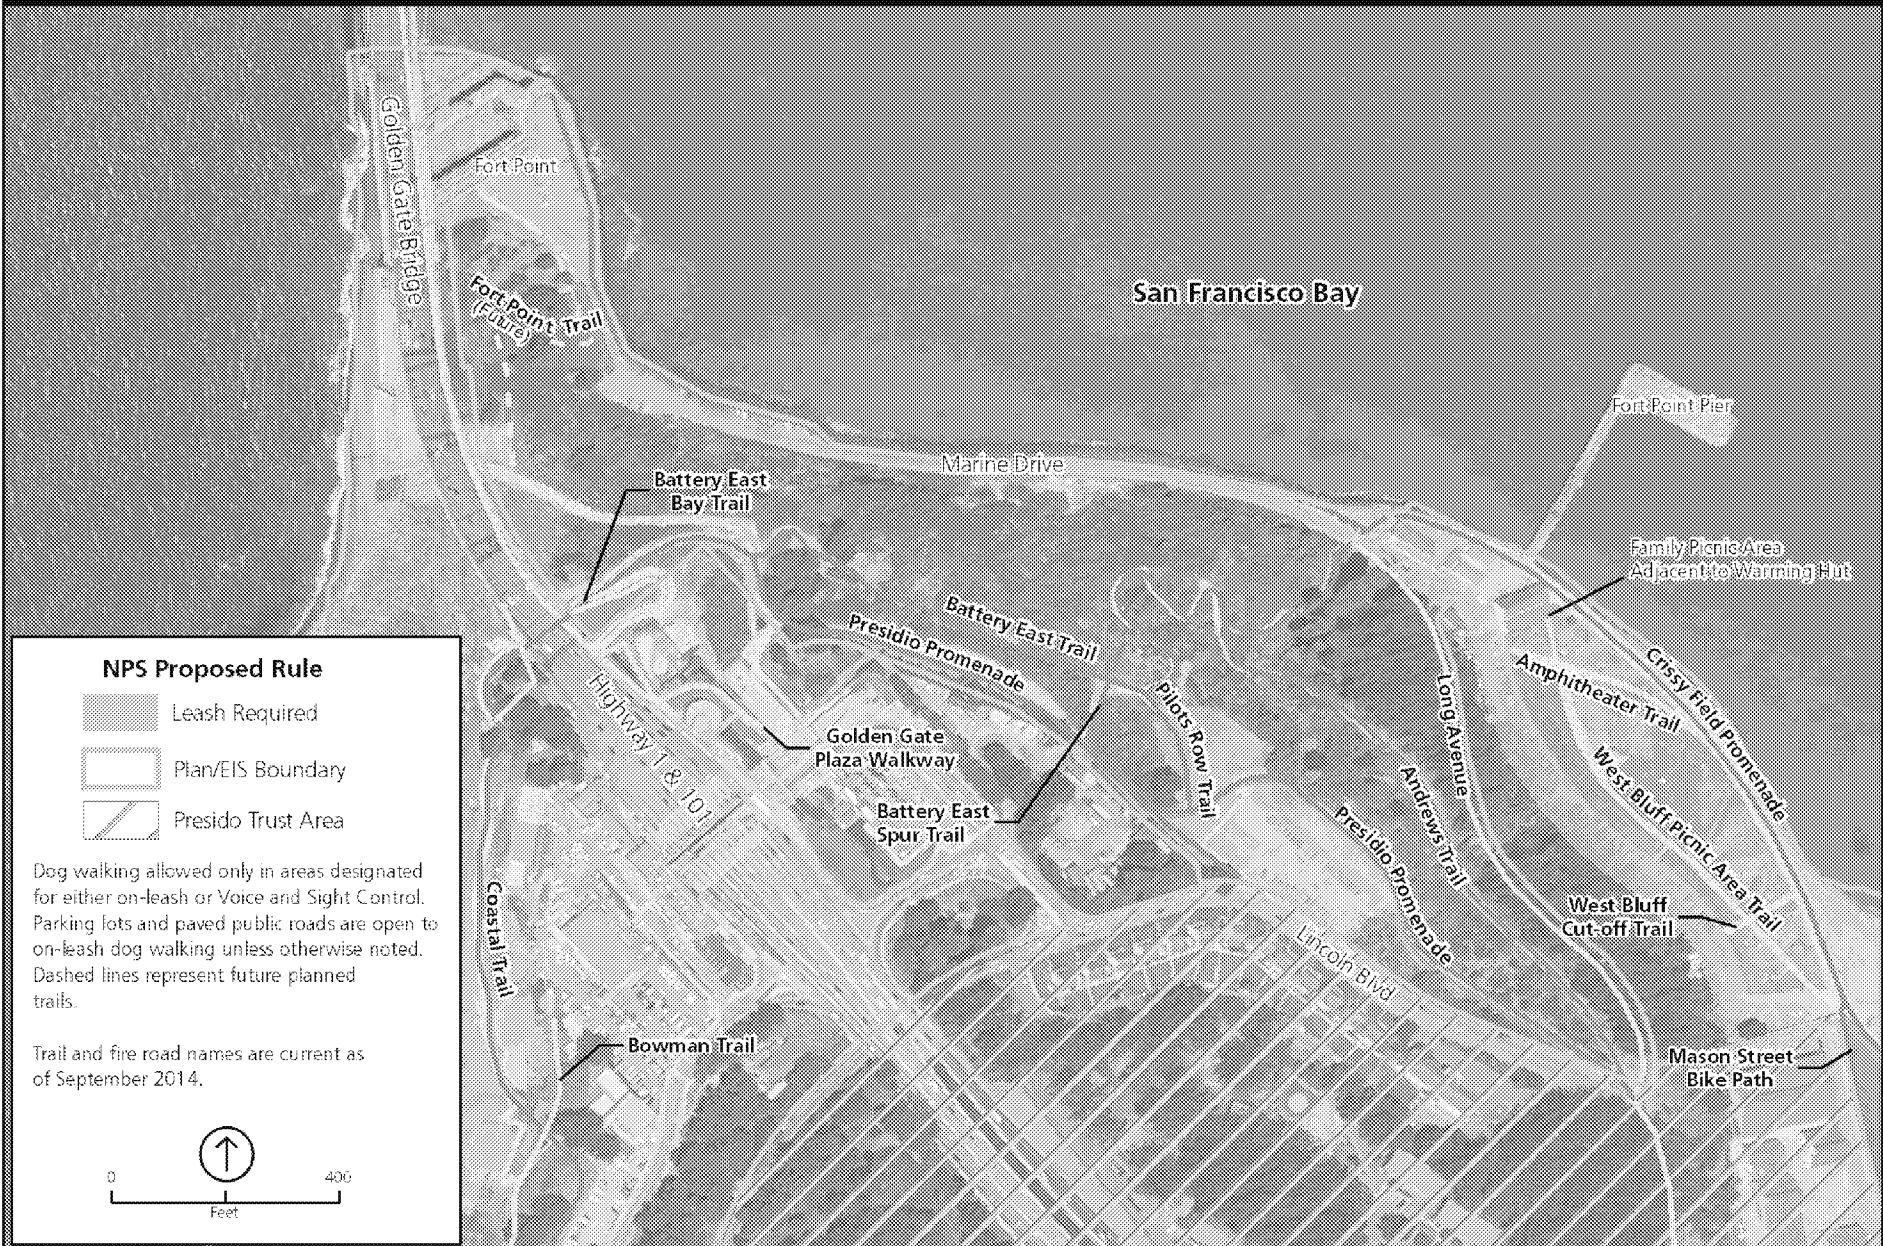 Golden Gate Bridge
Fort Point
Fort Point Trail
(Future)
San Francisco Bay
Fort Point Pier
Marine Drive
Battery East
Bay Trail
Family Picnic Area
Adjacent to Warming Hut
Battery East Trail
Presidio Promenade
Crissy Field Promenade
Amphitheater Trail
Long Avenue
Pilots Row Trail
Highway 1 & 101
Golden Gate
Plaza Walkway
West Bluff Picnic Area Trail
Andrews Trail
Battery East
Spur Trail
Presidio Promenade
Coastal Trail
West Bluff
Cut-off Trail
Lincoln Blvd
Bowman Trail
Mason Street
Bike Path
NPS Proposed Rule
Leash Required
Plan/EIS Boundary
Presido Trust Area
Dog walking allowed only in areas designated
for either on-leash or Voice and Sight Control.
Parking lots and paved public roads are open to
on-leash dog walking unless otherwise noted.
Dashed lines represent future planned
trails.
Trail and fire road names are current as
of September 2014.
0
400
Feet